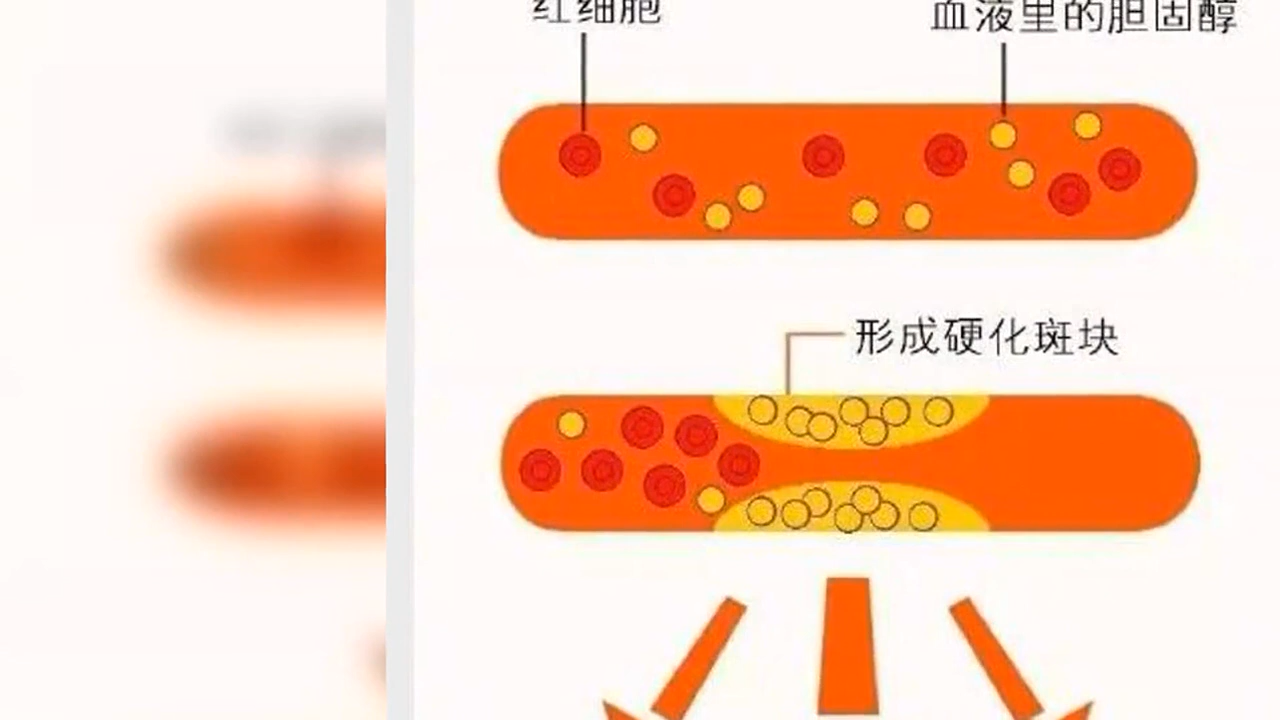 红细胞
血液里的胆固醇
形成硬化斑块